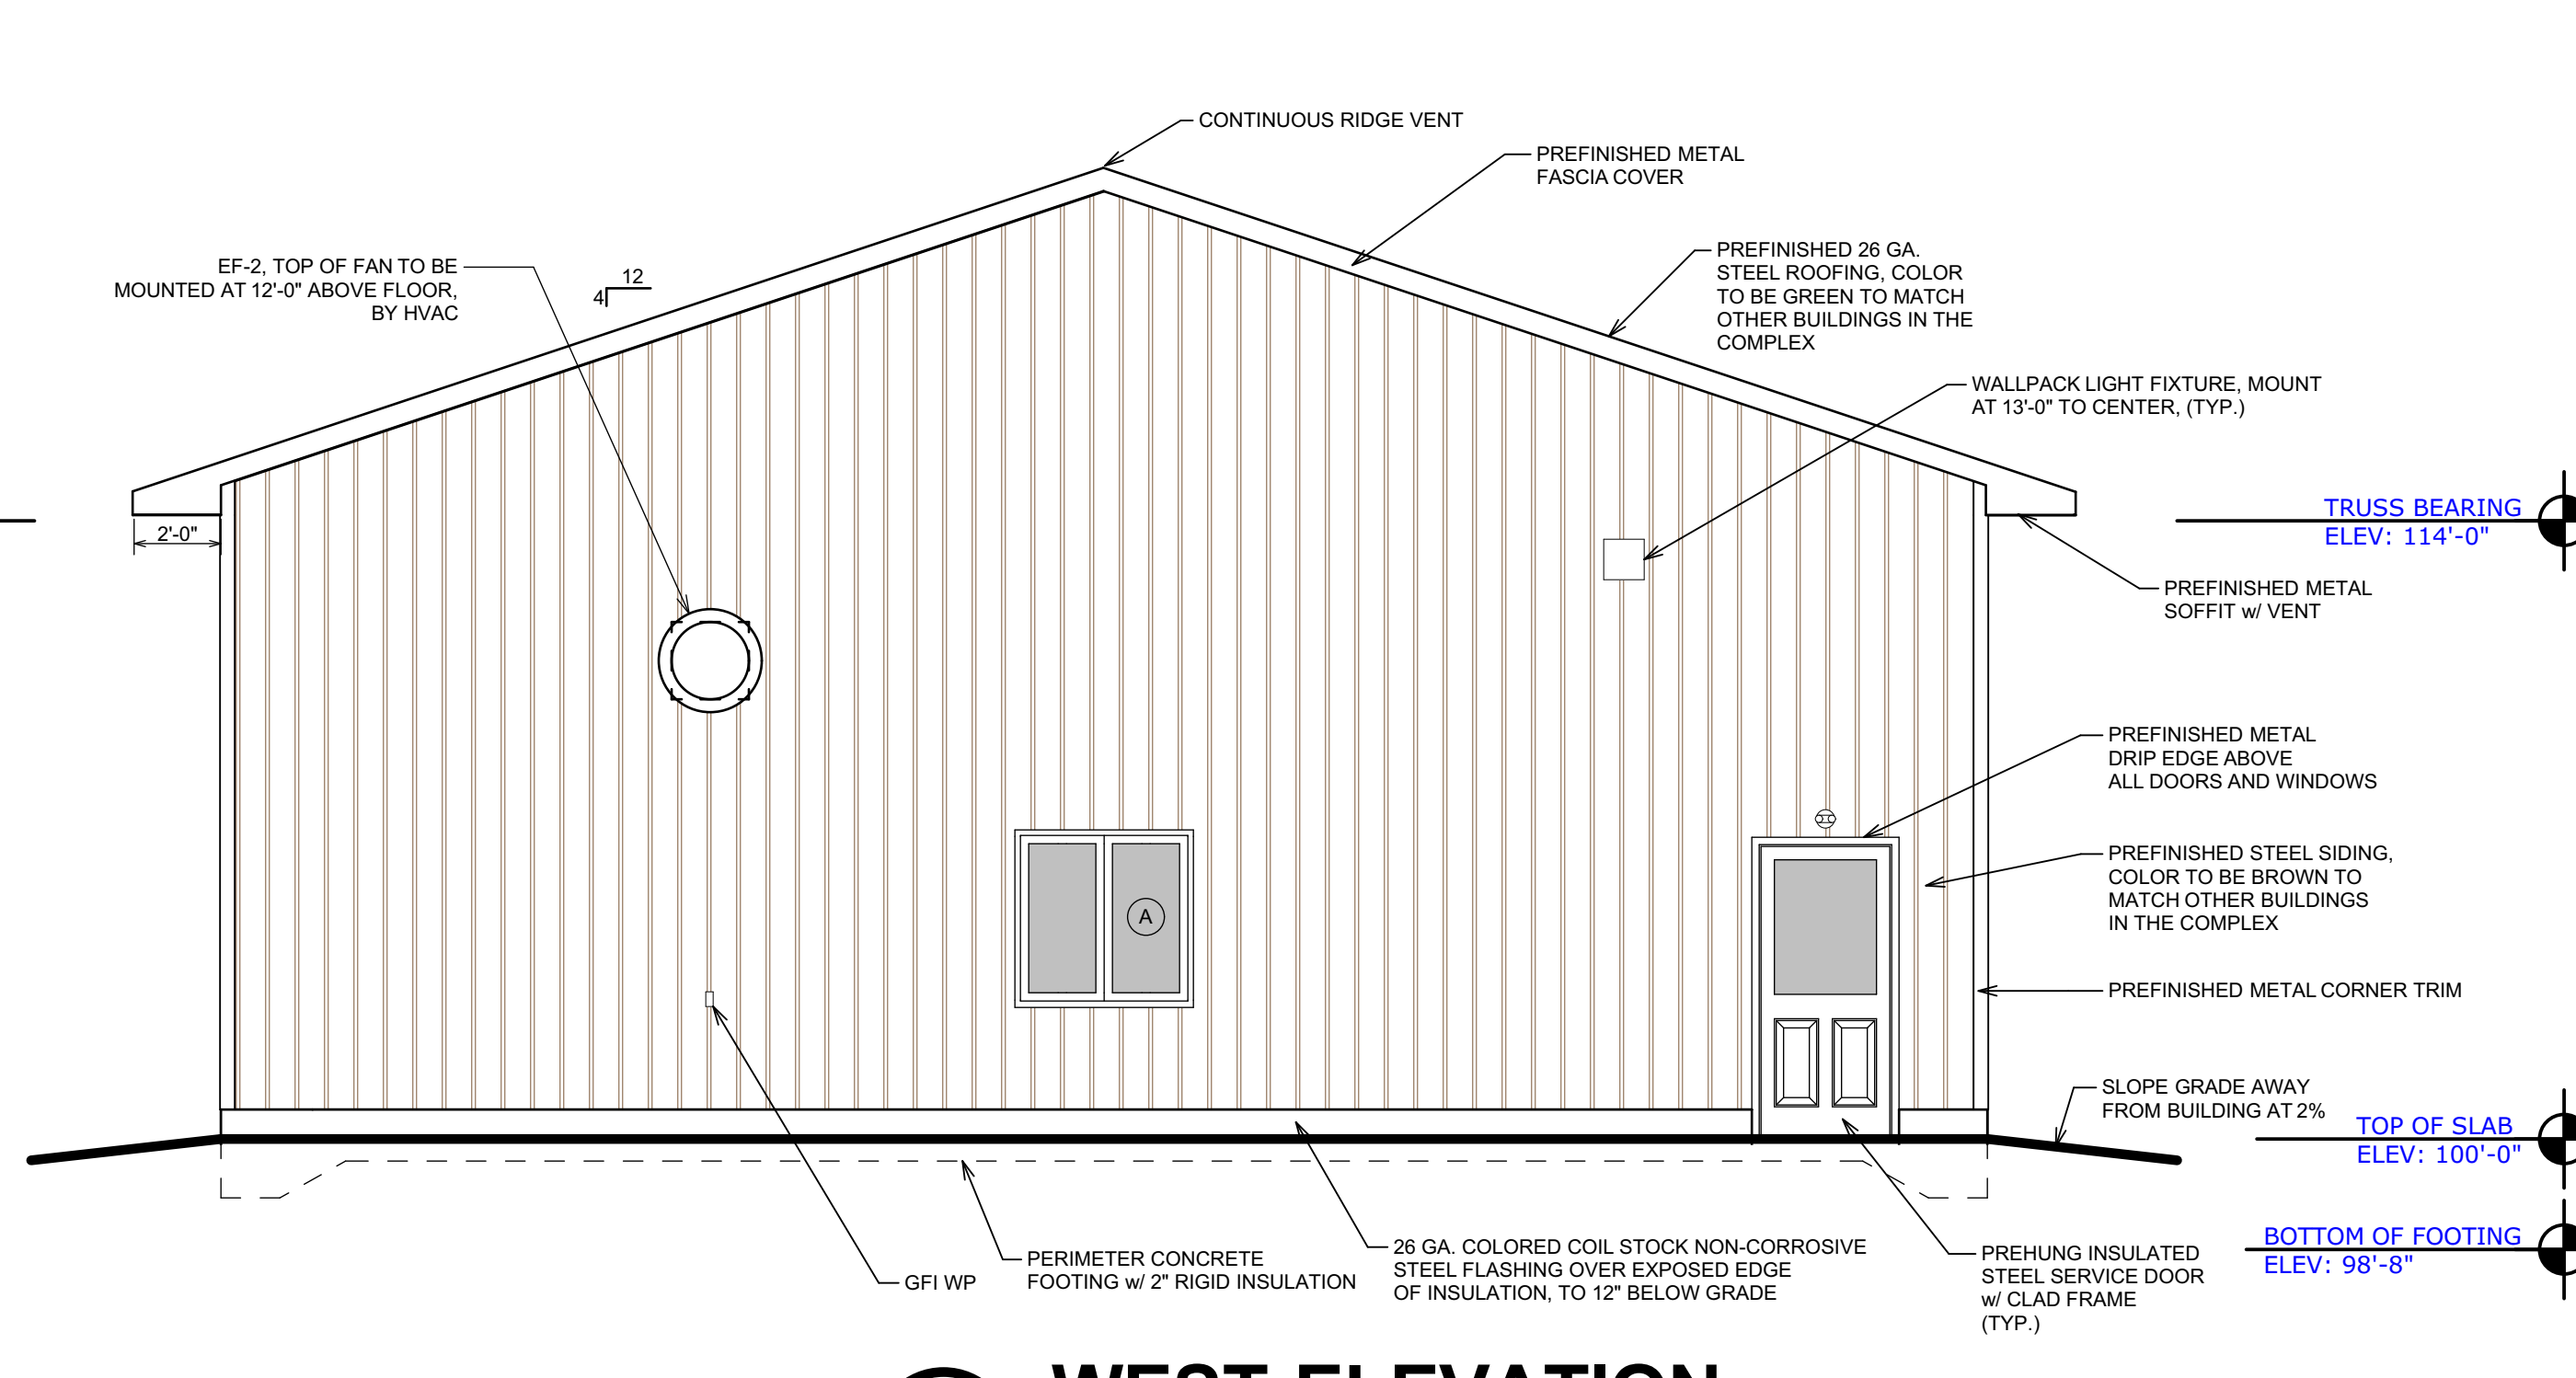 CONTINUOUS RIDGE VENT
PREFINISHED METAL
FASCIA COVER
EF-2, TOP OF FAN TO BE
MOUNTED AT 12'-0" ABOVE FLOOR,
BY HVAC
12
4
PREFINISHED 26 GA.
STEEL ROOFING, COLOR
TO BE GREEN TO MATCH
OTHER BUILDINGS IN THE
COMPLEX
WALLPACK LIGHT FIXTURE, MOUNT
AT 13'-0" TO CENTER, (TYP.)
2'-0"
TRUSS BEARING
ELEV: 114'-0"
PREFINISHED METAL
SOFFIT w/ VENT
PREFINISHED METAL
DRIP EDGE ABOVE
ALL DOORS AND WINDOWS
PREFINISHED STEEL SIDING,
COLOR TO BE BROWN TO
MATCH OTHER BUILDINGS
IN THE COMPLEX
A
PREFINISHED METAL CORNER TRIM
SLOPE GRADE AWAY
FROM BUILDING AT 2%
TOP OF SLAB
ELEV: 100'-0"
BOTTOM OF FOOTING
ELEV: 98'-8"
GFI WP
PERIMETER CONCRETE
FOOTING w/ 2" RIGID INSULATION
26 GA. COLORED COIL STOCK NON-CORROSIVE
STEEL FLASHING OVER EXPOSED EDGE
OF INSULATION, TO 12" BELOW GRADE
PREHUNG INSULATED
STEEL SERVICE DOOR
w/ CLAD FRAME
(TYP.)
WEST ELEVATION